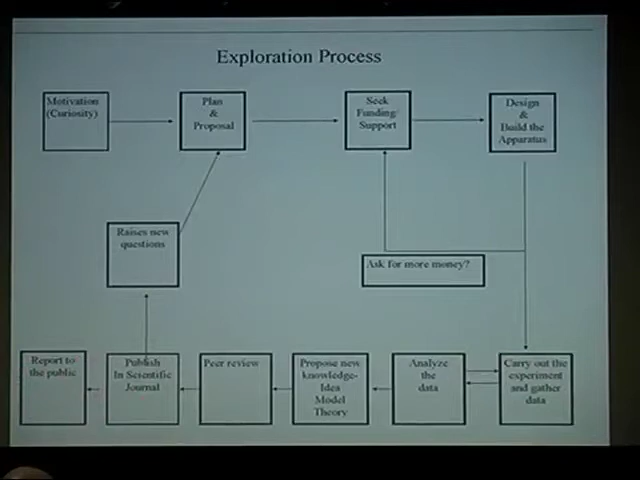 Exploration Process
Motivation
(Curiosity)
Plan
&
Proposal
Seek
Funding/
Support
Design
&
Build the
Apparatus
Raises new
questions
Ask for more money?
Report to
the public
Publish
In Scientific
Journal
Peer review
Propose new
knowledge-
Idea
Model
Theory
Analyze
the
data
Carry out the
experiment
and gather
data